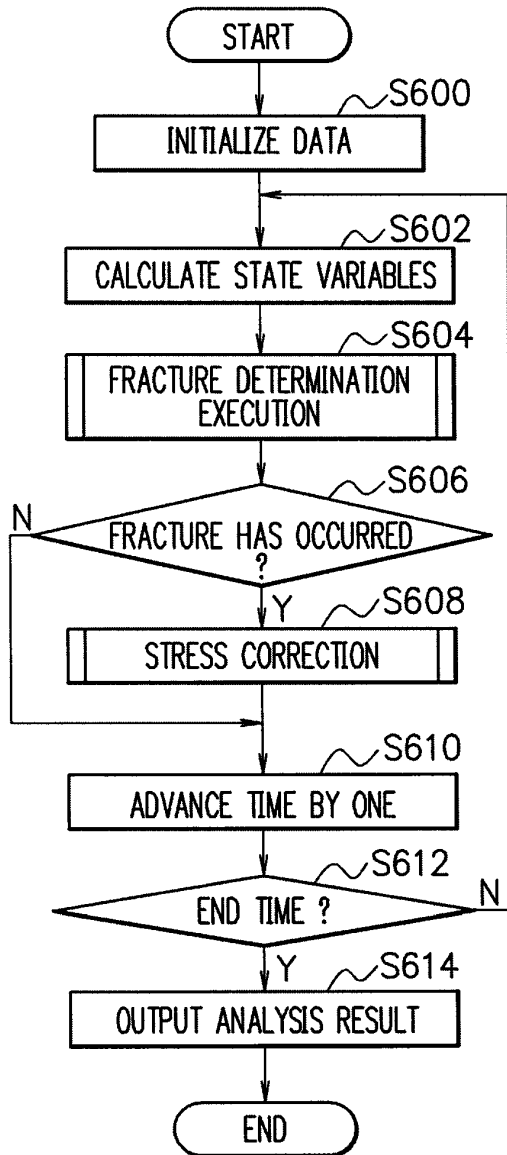 START
S600
INITIALIZE DATA
S602
CALCULATE STATE VARIABLES
S604
FRACTURE DETERMINATION
EXECUTION
S606
N
FRACTURE HAS OCCURRED
?
Y
S608
STRESS CORRECTION
S610
ADVANCE TIME BY ONE
S612
END TIME ?
N
Y
S614
OUTPUT ANALYSIS RESULT
END